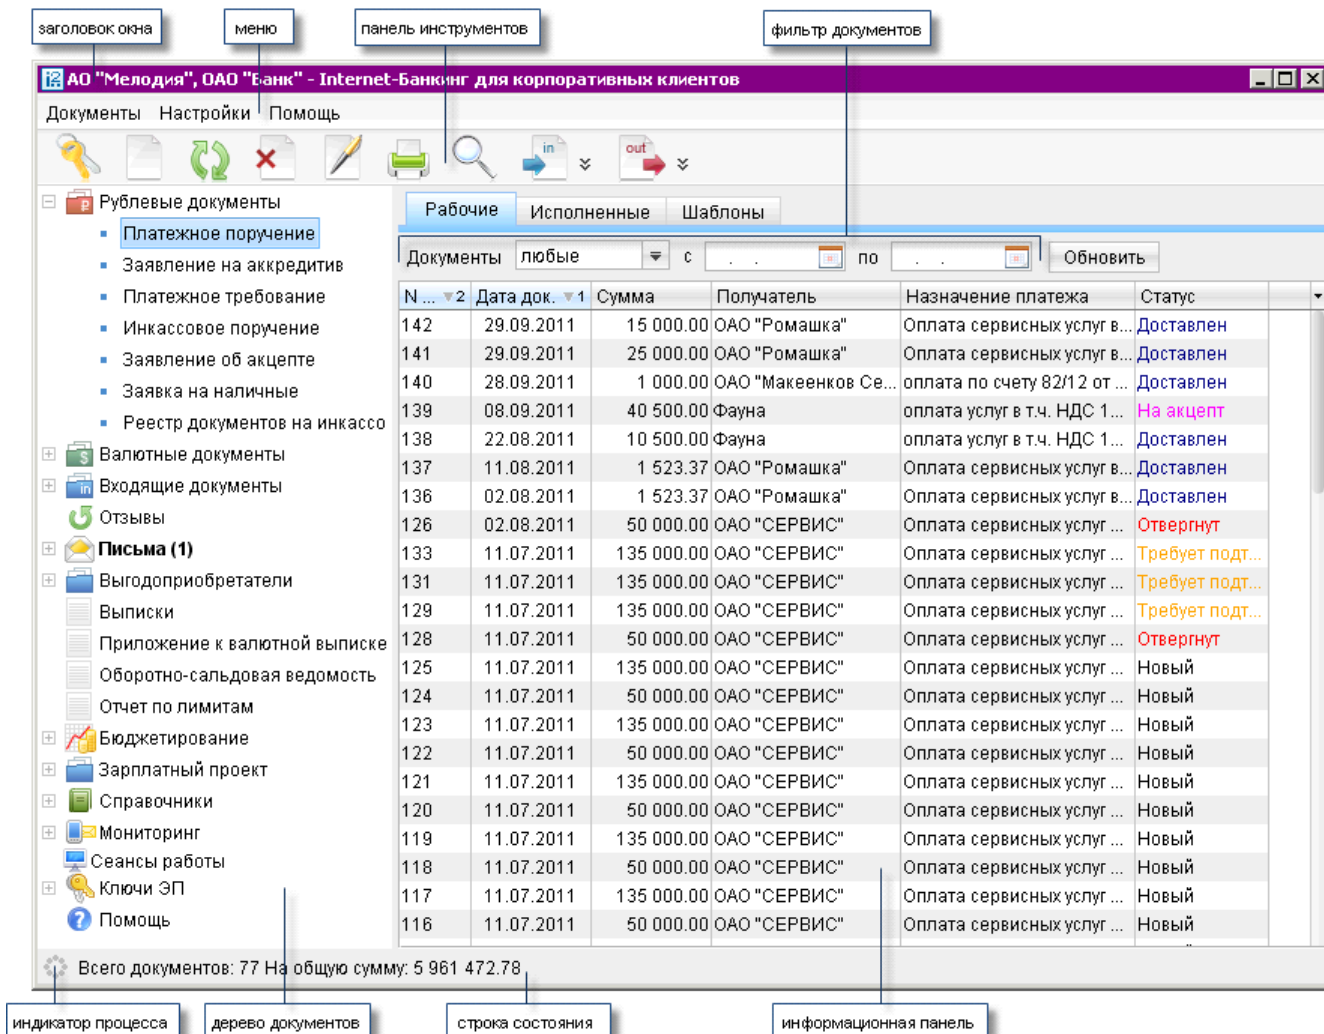 заголовок окна
меню
панель инструментов
фильтр документов
АО "Мелодия", ОАО "Банк" - Internet-Банкинг для корпоративных клиентов
Документы Настройки Помощь
in
out
Рублевые документы
Платежное поручение
Заявление на аккредитив
Платежное требование
Инкассовое поручение
Заявление об акцепте
Заявка на наличные
Реестр документов на инкассо
Валютные документы
Входящие документы
Отзывы
Письма (1)
Выгодоприобретатели
Выписки
Приложение к валютной выписке
Оборотно-сальдовая ведомость
Отчет по лимитам
Бюджетирование
Зарплатный проект
Справочники
Мониторинг
Сеансы работы
Ключи ЭП
Помощь
Рабочие Исполненные Шаблоны
Документы любые с . . по . . Обновить
N ... 2 Дата док. 1 Сумма Получатель Назначение платежа Статус
142 29.09.2011 15 000.00 ОАО "Ромашка" Оплата сервисных услуг в... Доставлен
141 29.09.2011 25 000.00 ОАО "Ромашка" Оплата сервисных услуг в... Доставлен
140 28.09.2011 1 000.00 ОАО "Макеенков Се... оплата по счету 82/12 от ... Доставлен
139 08.09.2011 40 500.00 Фауна оплата услуг в т.ч. НДС 1... На акцепт
138 22.08.2011 10 500.00 Фауна оплата услуг в т.ч. НДС 1... Доставлен
137 11.08.2011 1 523.37 ОАО "Ромашка" Оплата сервисных услуг в... Доставлен
136 02.08.2011 1 523.37 ОАО "Ромашка" Оплата сервисных услуг в... Доставлен
126 02.08.2011 50 000.00 ОАО "СЕРВИС" Оплата сервисных услуг ... Отвергнут
133 11.07.2011 135 000.00 ОАО "СЕРВИС" Оплата сервисных услуг ... Требует подт...
131 11.07.2011 135 000.00 ОАО "СЕРВИС" Оплата сервисных услуг ... Требует подт...
129 11.07.2011 135 000.00 ОАО "СЕРВИС" Оплата сервисных услуг ... Требует подт...
128 11.07.2011 50 000.00 ОАО "СЕРВИС" Оплата сервисных услуг ... Отвергнут
125 11.07.2011 135 000.00 ОАО "СЕРВИС" Оплата сервисных услуг ... Новый
124 11.07.2011 50 000.00 ОАО "СЕРВИС" Оплата сервисных услуг ... Новый
123 11.07.2011 135 000.00 ОАО "СЕРВИС" Оплата сервисных услуг ... Новый
122 11.07.2011 50 000.00 ОАО "СЕРВИС" Оплата сервисных услуг ... Новый
121 11.07.2011 135 000.00 ОАО "СЕРВИС" Оплата сервисных услуг ... Новый
120 11.07.2011 50 000.00 ОАО "СЕРВИС" Оплата сервисных услуг ... Новый
119 11.07.2011 135 000.00 ОАО "СЕРВИС" Оплата сервисных услуг ... Новый
118 11.07.2011 50 000.00 ОАО "СЕРВИС" Оплата сервисных услуг ... Новый
117 11.07.2011 135 000.00 ОАО "СЕРВИС" Оплата сервисных услуг ... Новый
116 11.07.2011 50 000.00 ОАО "СЕРВИС" Оплата сервисных услуг ... Новый
Всего документов: 77 На общую сумму: 5 961 472.78
индикатор процесса
дерево документов
строка состояния
информационная панель